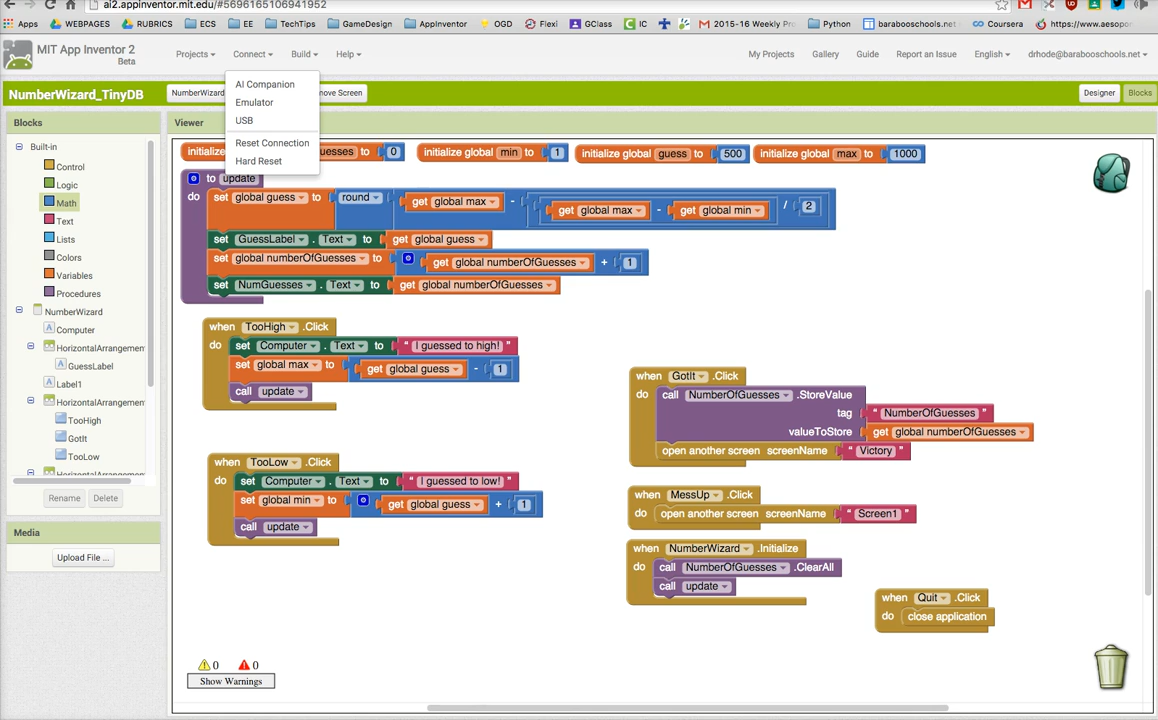 ai2.appinventor.mit.edu/#5696165106941952
Apps WEBPAGES RUBRICS ECS EE TechTips GameDesign AppInventor OGD Flexi GClass IC 2015-16 Weekly Pro Python barabooschools.net Coursera https://www.aesopo
MIT App Inventor 2
Beta
Projects Connect Build Help My Projects Gallery Guide Report an Issue English drhode@baraboschools.net
NumberWizard_TinyDB NumberWizard move Screen Designer Blocks
AI Companion
Emulator
USB
Reset Connection
Hard Reset
Blocks
Built-in
Control
Logic
Math
Text
Lists
Colors
Variables
Procedures
NumberWizard
Computer
HorizontalArrangement
GuessLabel
Label1
HorizontalArrangement
TooHigh
GotIt
TooLow
HorizontalArrangement
Rename Delete
Media
Upload File ...
Viewer
initialize esses to 0 initialize global min to 1 initialize global guess to 500 initialize global max to 1000
to update
do set global guess to round get global max - get global max - get global min / 2
set GuessLabel . Text to get global guess
set global numberOfGuesses to get global numberOfGuesses + 1
set NumGuesses . Text to get global numberOfGuesses
when TooHigh .Click
do set Computer . Text to " I guessed to high! "
set global max to get global guess - 1
call update
when TooLow .Click
do set Computer . Text to " I guessed to low! "
set global min to get global guess + 1
call update
when GotIt .Click
do call NumberOfGuesses .StoreValue
tag " NumberOfGuesses "
valueToStore get global numberOfGuesses
open another screen screenName " Victory "
when MessUp .Click
do open another screen screenName " Screen1 "
when NumberWizard .Initialize
do call NumberOfGuesses .ClearAll
call update
when Quit .Click
do close application
0 0
Show Warnings